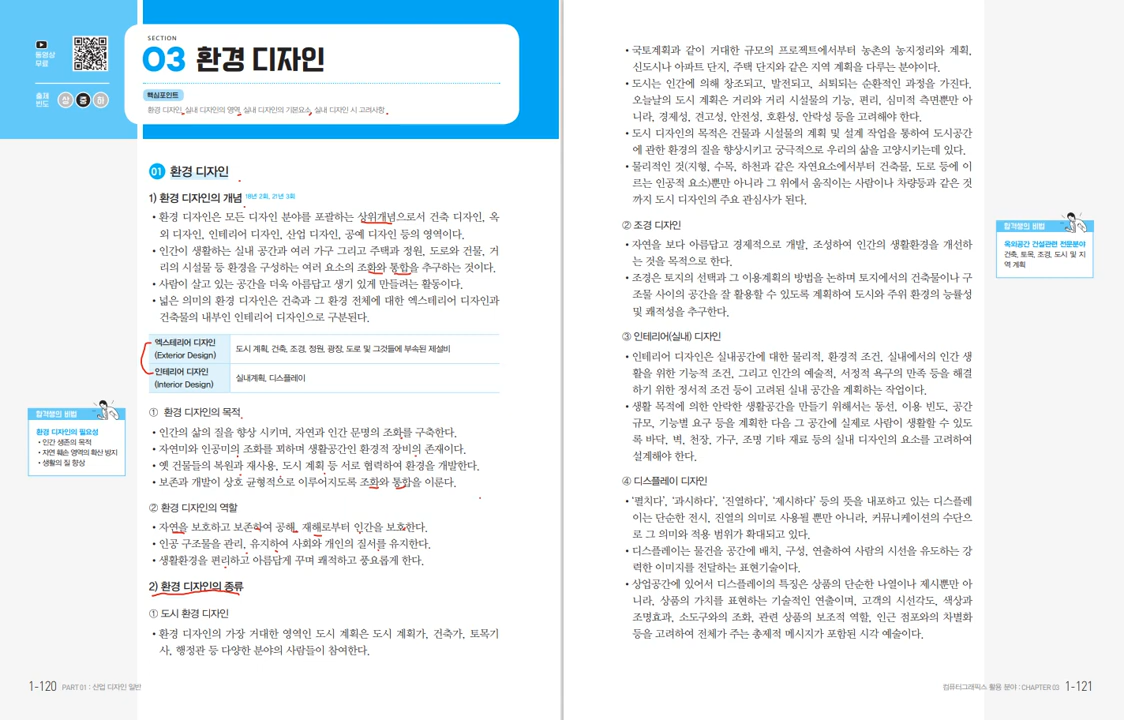 동영상
무료
출제
빈도
상 중 하
SECTION
03 환경 디자인
핵심포인트
환경 디자인, 실내 디자인의 영역, 실내 디자인의 기본요소, 실내 디자인 시 고려사항
01 환경 디자인
1) 환경 디자인의 개념 18년 2회, 21년 3회
• 환경 디자인은 모든 디자인 분야를 포괄하는 상위개념으로서 건축 디자인, 옥
외 디자인, 인테리어 디자인, 산업 디자인, 공예 디자인 등의 영역이다.
• 인간이 생활하는 실내 공간과 여러 가구 그리고 주택과 정원, 도로와 건물, 거
리의 시설물 등 환경을 구성하는 여러 요소의 조화와 통합을 추구하는 것이다.
• 사람이 살고 있는 공간을 더욱 아름답고 생기 있게 만들려는 활동이다.
• 넓은 의미의 환경 디자인은 건축과 그 환경 전체에 대한 엑스테리어 디자인과
건축물의 내부인 인테리어 디자인으로 구분된다.
엑스테리어 디자인
(Exterior Design)
도시 계획, 건축, 조경, 정원, 광장, 도로 및 그것들에 부속된 제설비
인테리어 디자인
(Interior Design)
실내계획, 디스플레이
① 환경 디자인의 목적
• 인간의 삶의 질을 향상 시키며, 자연과 인간 문명의 조화를 구축한다.
• 자연미와 인공미의 조화를 꾀하며 생활공간인 환경적 장비의 존재이다.
• 옛 건물들의 복원과 재사용, 도시 계획 등 서로 협력하여 환경을 개발한다.
• 보존과 개발이 상호 균형적으로 이루어지도록 조화와 통합을 이룬다.
② 환경 디자인의 역할
• 자연을 보호하고 보존하여 공해, 재해로부터 인간을 보호한다.
• 인공 구조물을 관리, 유지하여 사회와 개인의 질서를 유지한다.
• 생활환경을 편리하고 아름답게 꾸며 쾌적하고 풍요롭게 한다.
2) 환경 디자인의 종류
① 도시 환경 디자인
• 환경 디자인의 가장 거대한 영역인 도시 계획은 도시 계획가, 건축가, 토목기
사, 행정관 등 다양한 분야의 사람들이 참여한다.
합격생의 비법
환경 디자인의 필요성
• 인간 생존의 목적
• 자연 훼손 영역의 확산 방지
• 생활의 질 향상
1-120 PART 01 : 산업 디자인 일반
• 국토계획과 같이 거대한 규모의 프로젝트에서부터 농촌의 농지정리와 계획,
신도시나 아파트 단지, 주택 단지와 같은 지역 계획을 다루는 분야이다.
• 도시는 인간에 의해 창조되고, 발전되고, 쇠퇴되는 순환적인 과정을 가진다.
오늘날의 도시 계획은 거리와 거리 시설물의 기능, 편리, 심미적 측면뿐만 아
니라, 경제성, 견고성, 안전성, 호환성, 안락성 등을 고려해야 한다.
• 도시 디자인의 목적은 건물과 시설물의 계획 및 설계 작업을 통하여 도시공간
에 관한 환경의 질을 향상시키고 궁극적으로 우리의 삶을 고양시키는데 있다.
• 물리적인 것(지형, 수목, 하천과 같은 자연요소에서부터 건축물, 도로 등에 이
르는 인공적 요소)뿐만 아니라 그 위에서 움직이는 사람이나 차량등과 같은 것
까지 도시 디자인의 주요 관심사가 된다.
② 조경 디자인
• 자연을 보다 아름답고 경제적으로 개발, 조성하여 인간의 생활환경을 개선하
는 것을 목적으로 한다.
• 조경은 토지의 선택과 그 이용계획의 방법을 논하며 토지에서의 건축물이나 구
조물 사이의 공간을 잘 활용할 수 있도록 계획하여 도시와 주위 환경의 능률성
및 쾌적성을 추구한다.
③ 인테리어(실내) 디자인
• 인테리어 디자인은 실내공간에 대한 물리적, 환경적 조건, 실내에서의 인간 생
활을 위한 기능적 조건, 그리고 인간의 예술적, 서정적 욕구의 만족 등을 해결
하기 위한 정서적 조건 등이 고려된 실내 공간을 계획하는 작업이다.
• 생활 목적에 의한 안락한 생활공간을 만들기 위해서는 동선, 이용 빈도, 공간
규모, 기능별 요구 등을 계획한 다음 그 공간에 실제로 사람이 생활할 수 있도
록 바닥, 벽, 천장, 가구, 조명 기타 재료 등의 실내 디자인의 요소를 고려하여
설계해야 한다.
④ 디스플레이 디자인
• ‘펼치다’, ‘과시하다’, ‘진열하다’, ‘제시하다’ 등의 뜻을 내포하고 있는 디스플레
이는 단순한 전시, 진열의 의미로 사용될 뿐만 아니라, 커뮤니케이션의 수단으
로 그 의미와 적용 범위가 확대되고 있다.
• 디스플레이는 물건을 공간에 배치, 구성, 연출하여 사람의 시선을 유도하는 강
력한 이미지를 전달하는 표현기술이다.
• 상업공간에 있어서 디스플레이의 특징은 상품의 단순한 나열이나 제시뿐만 아
니라, 상품의 가치를 표현하는 기술적인 연출이며, 고객의 시선각도, 색상과
조명효과, 소도구와의 조화, 관련 상품의 보조적 역할, 인근 점포와의 차별화
등을 고려하여 전체가 주는 총체적 메시지가 포함된 시각 예술이다.
합격생의 비법
옥외공간 건설관련 전문분야
건축, 토목, 조경, 도시 및 지
역 계획
컴퓨터그래픽스 활용 분야 : CHAPTER 03 1-121